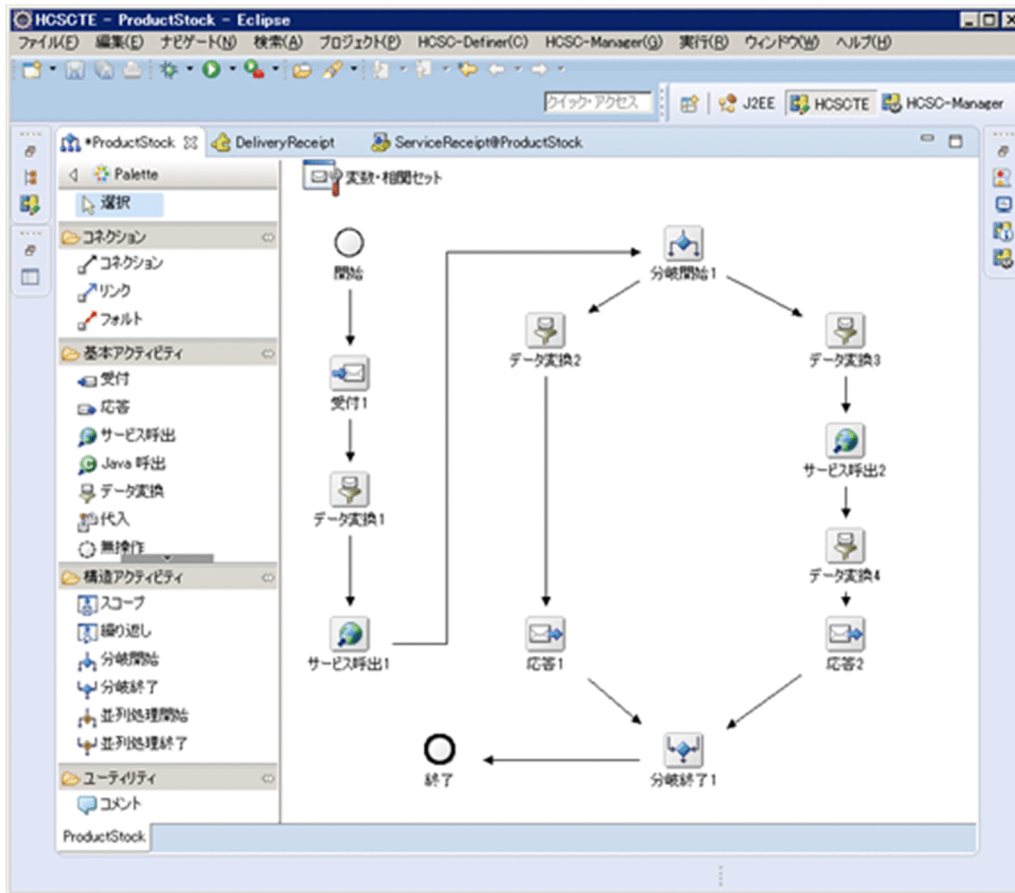 HCSCTE - ProductStock - Eclipse
ファイル(F) 編集(E) ナビゲート(N) 検索(A) プロジェクト(P) HCSC-Definer(C) HCSC-Manager(G) 実行(R) ウィンドウ(W) ヘルプ(H)
クイック・アクセス J2EE HCSCTE HCSC-Manager
*ProductStock DeliveryReceipt ServiceReceipt@ProductStock
Palette
選択
コネクション
コネクション
リンク
フォルト
基本アクティビティ
受付
応答
サービス呼出
Java 呼出
データ変換
代入
無操作
構造アクティビティ
スコープ
繰り返し
分岐開始
分岐終了
並列処理開始
並列処理終了
ユーティリティ
コメント
変数・相関セット
開始
受付1
データ変換1
サービス呼出1
分岐開始1
データ変換2
データ変換3
サービス呼出2
データ変換4
応答1
応答2
分岐終了1
終了
ProductStock